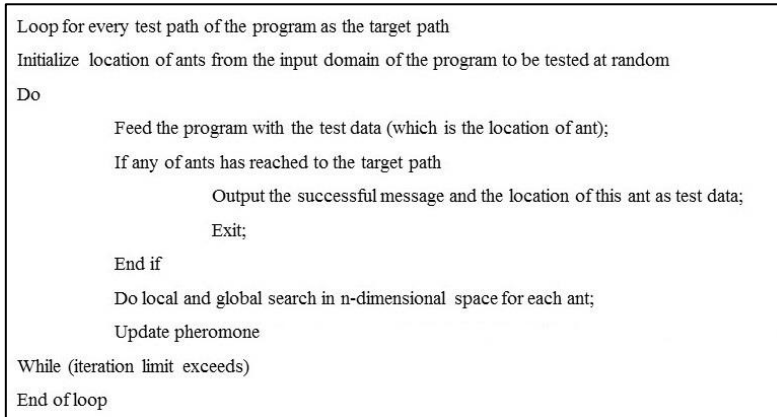 Loop for every test path of the program as the target path
Initialize location of ants from the input domain of the program to be tested at random
Do
Feed the program with the test data (which is the location of ant);
If any of ants has reached to the target path
Output the successful message and the location of this ant as test data;
Exit;
End if
Do local and global search in n-dimensional space for each ant;
Update pheromone
While (iteration limit exceeds)
End of loop